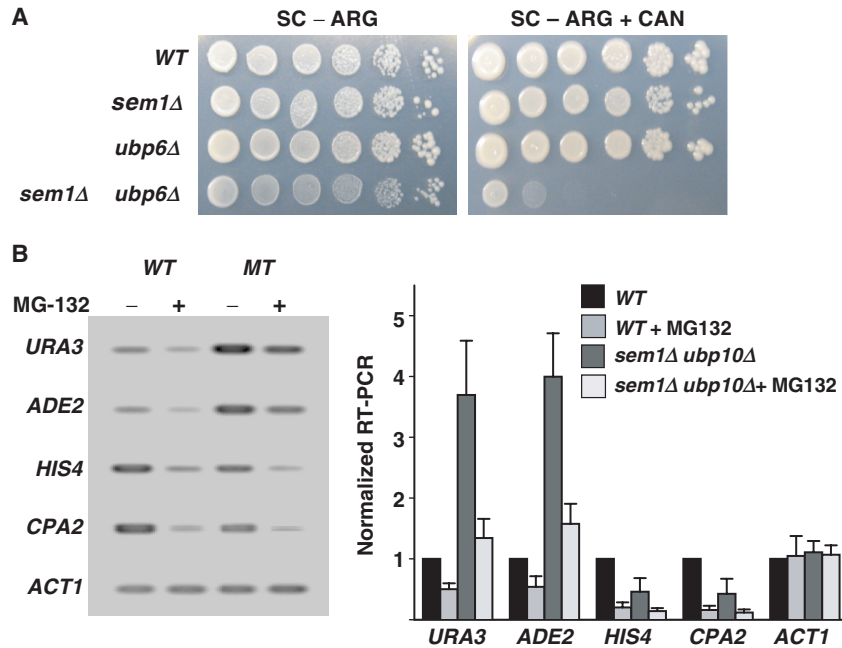 A
SC – ARG
SC – ARG + CAN
WT
sem1Δ
ubp6Δ
sem1Δ ubp6Δ
B
WT MT
MG-132 – + – +
URA3
ADE2
HIS4
CPA2
ACT1
Normalized RT-PCR
5
4
3
2
1
WT
WT + MG132
sem1Δ ubp10Δ
sem1Δ ubp10Δ+ MG132
URA3 ADE2 HIS4 CPA2 ACT1